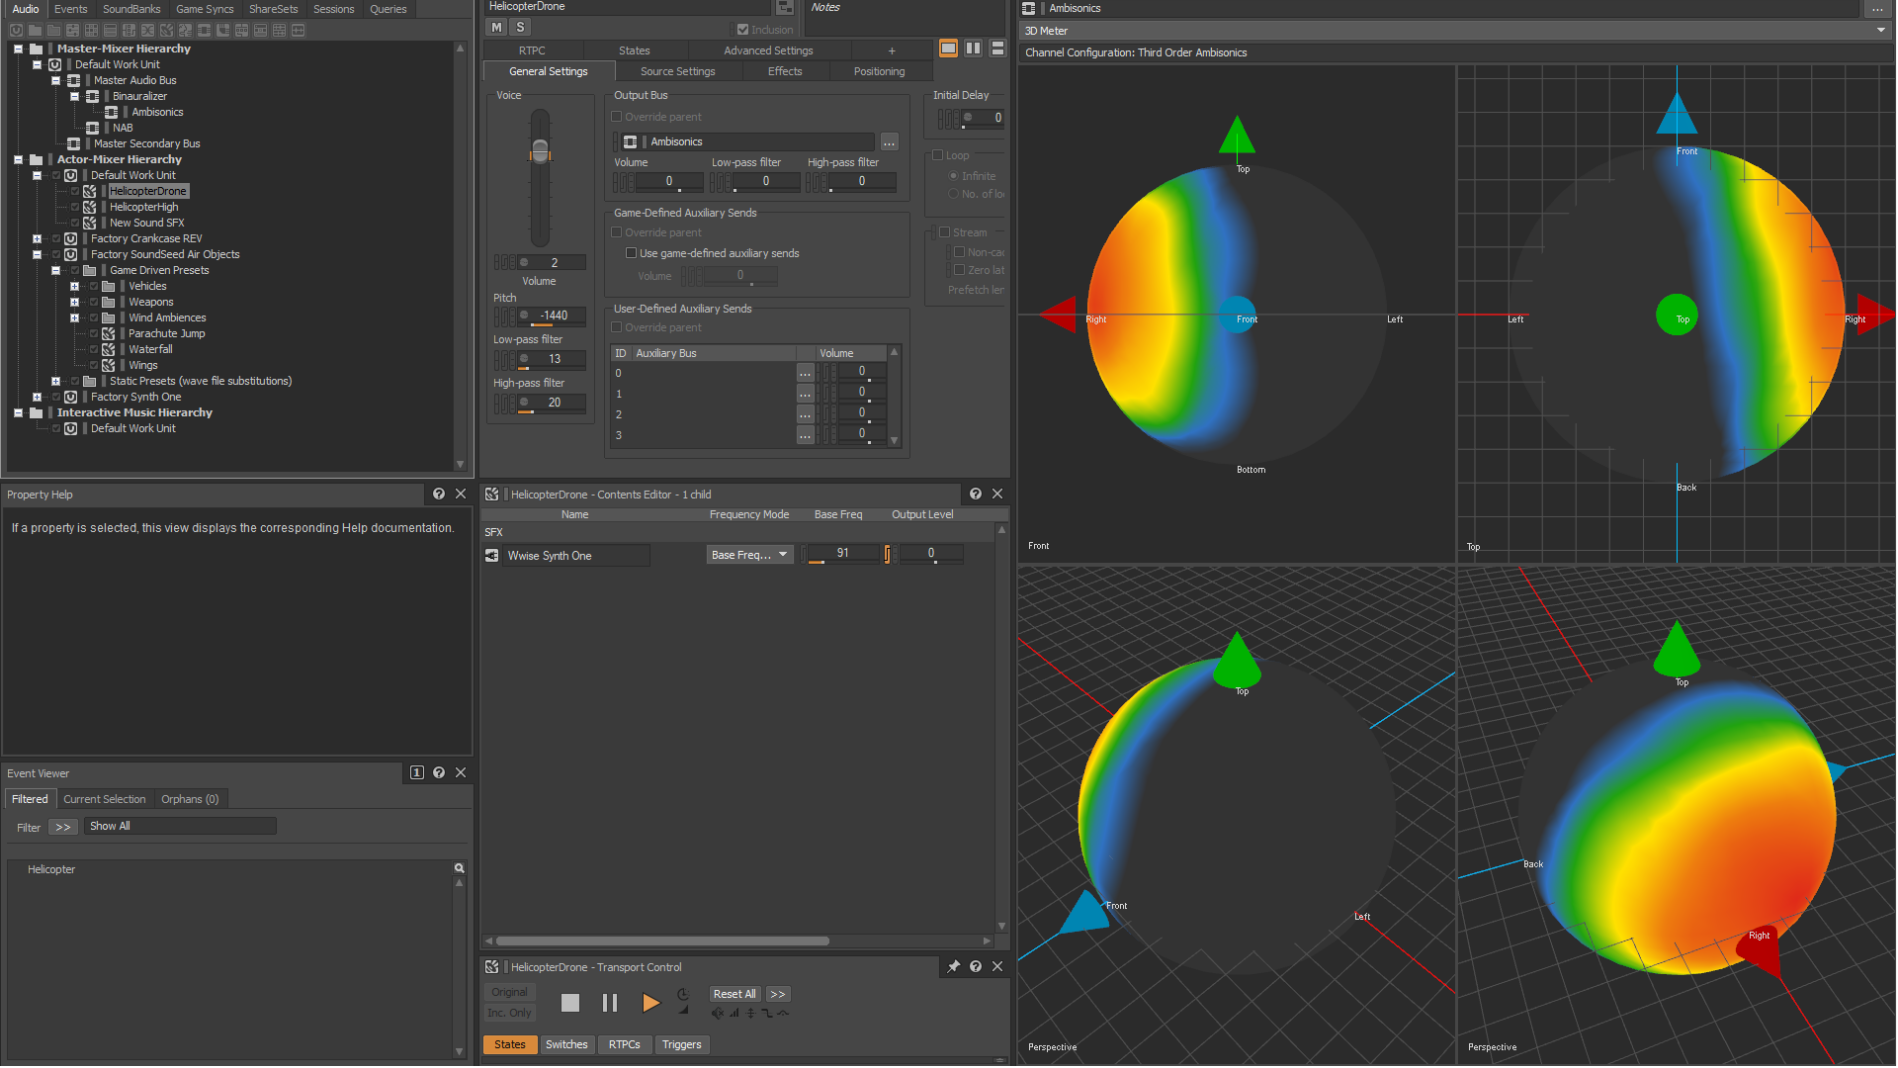 Audio
Events
SoundBanks
Game Syncs
ShareSets
Sessions
Queries
Master-Mixer Hierarchy
Default Work Unit
Master Audio Bus
Binauralizer
Ambisonics
NAB
Master Secondary Bus
Actor-Mixer Hierarchy
Default Work Unit
HelicopterDrone
HelicopterHigh
New Sound SFX
Factory Crankcase REV
Factory SoundSeed Air Objects
Game Driven Presets
Vehicles
Weapons
Wind Ambiences
Parachute Jump
Waterfall
Wings
Static Presets (wave file substitutions)
Factory Synth One
Interactive Music Hierarchy
Default Work Unit
Property Help
If a property is selected, this view displays the corresponding Help documentation.
Event Viewer
1
Filtered
Current Selection
Orphans (0)
Filter
>>
Show All
Helicopter
HelicopterDrone
Notes
M
S
Inclusion
RTPC
States
Advanced Settings
+
General Settings
Source Settings
Effects
Positioning
Voice
2
Volume
Pitch
-1440
Low-pass filter
13
High-pass filter
20
Output Bus
Override parent
Ambisonics
...
Volume
Low-pass filter
High-pass filter
0
0
0
Game-Defined Auxiliary Sends
Override parent
Use game-defined auxiliary sends
Volume
0
User-Defined Auxiliary Sends
Override parent
ID
Auxiliary Bus
Volume
0
...
0
1
...
0
2
...
0
3
...
0
Initial Delay
0
Loop
Infinite
No. of loo
Stream
Non-cac
Zero lat
Prefetch len
HelicopterDrone - Contents Editor - 1 child
Name
Frequency Mode
Base Freq
Output Level
SFX
Wwise Synth One
Base Freq...
91
0
HelicopterDrone - Transport Control
Original
Inc. Only
Reset All
>>
States
Switches
RTPCs
Triggers
Ambisonics
...
3D Meter
Channel Configuration: Third Order Ambisonics
Top
Right
Front
Left
Bottom
Front
Front
Left
Top
Right
Back
Top
Top
Front
Left
Perspective
Top
Back
Right
Perspective